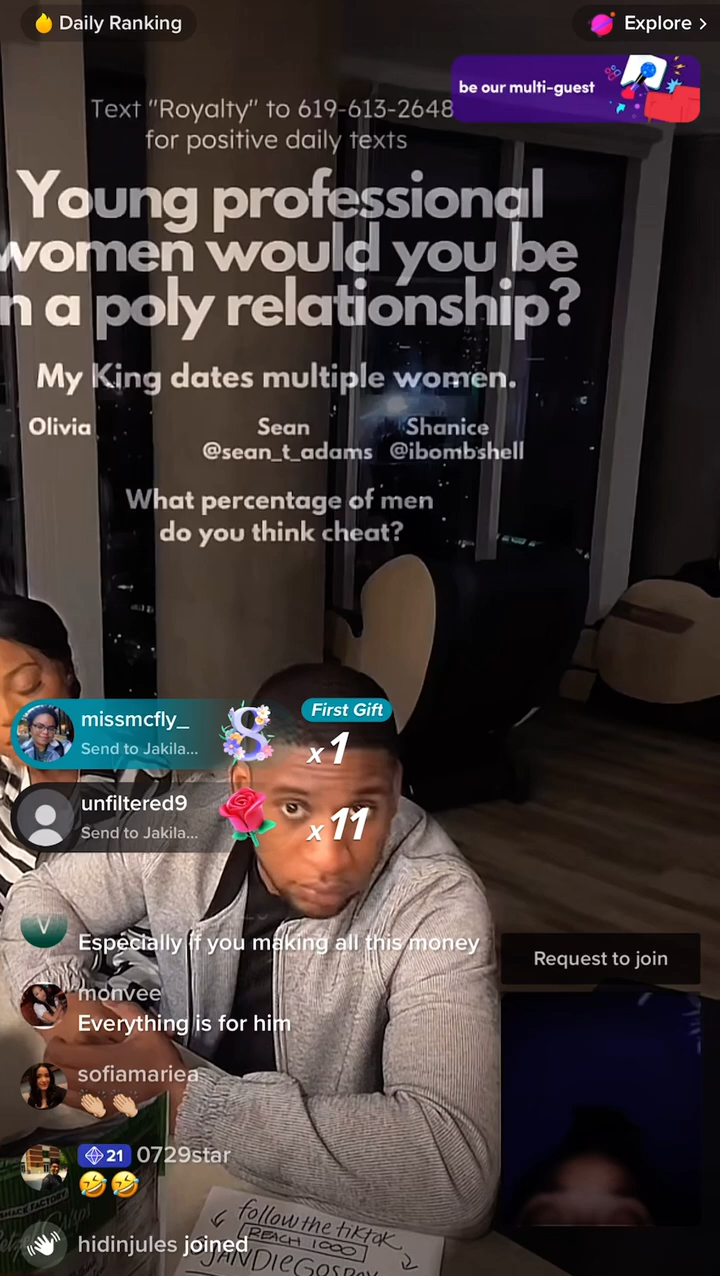 Daily Ranking
Explore >
be our multi-guest
Text "Royalty" to 619-613-2648
for positive daily texts
Young professional
women would you be
n a poly relationship?
My King dates multiple women.
Olivia
Sean
Shanice
@sean_t_adams @ibombshell
What percentage of men
do you think cheat?
First Gift
missmcfly_
Send to Jakila...
x1
unfiltered9
Send to Jakila...
x11
V
Especially if you making all this money
Request to join
monvee
Everything is for him
sofiamariea
21 0729star
follow the tiktok
REACH 1000
hidinjules joined